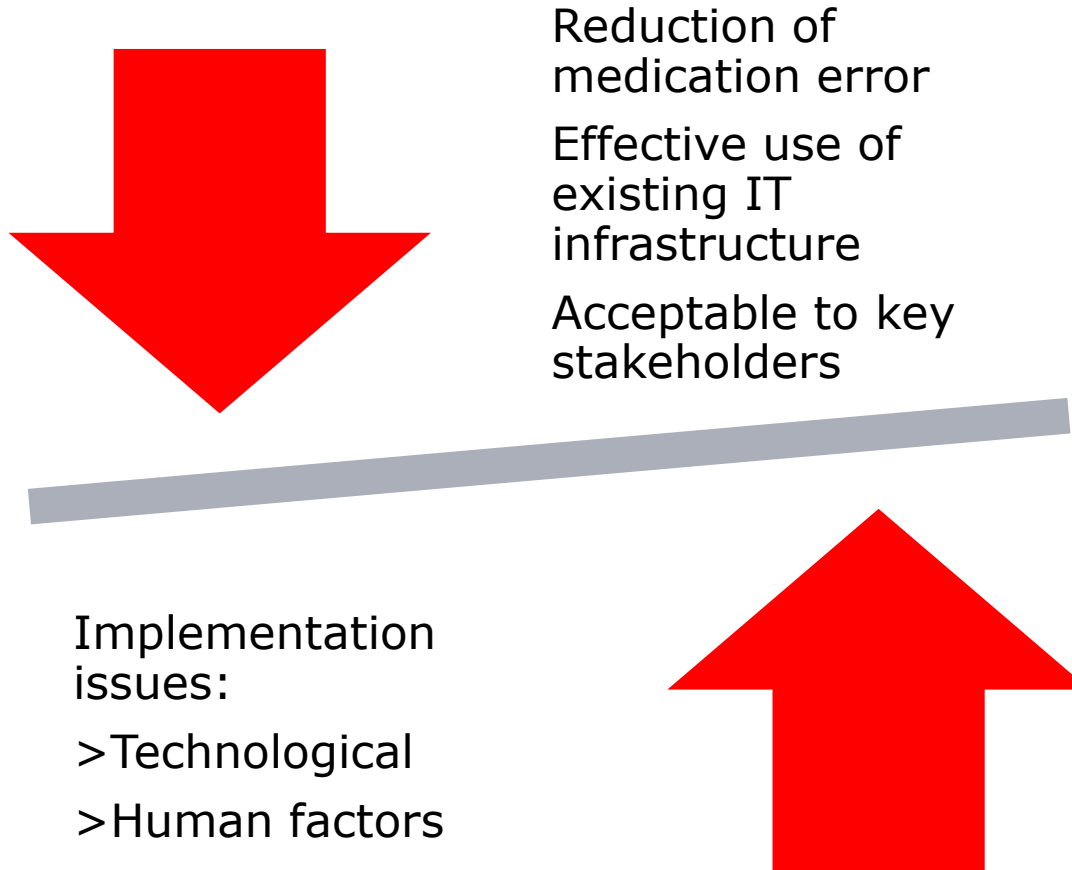 Reduction of
medication error
Effective use of
existing IT
infrastructure
Acceptable to key
stakeholders
Implementation
issues:
>Technological
>Human factors